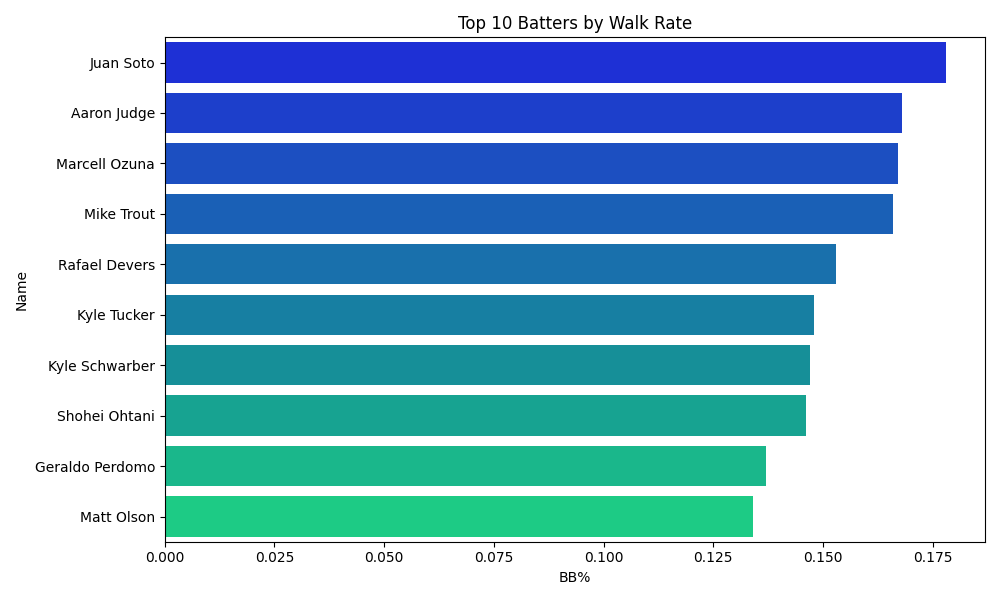 Top 10 Batters by Walk Rate
Name
Juan Soto
Aaron Judge
Marcell Ozuna
Mike Trout
Rafael Devers
Kyle Tucker
Kyle Schwarber
Shohei Ohtani
Geraldo Perdomo
Matt Olson
0.000 0.025 0.050 0.075 0.100 0.125 0.150 0.175
BB%